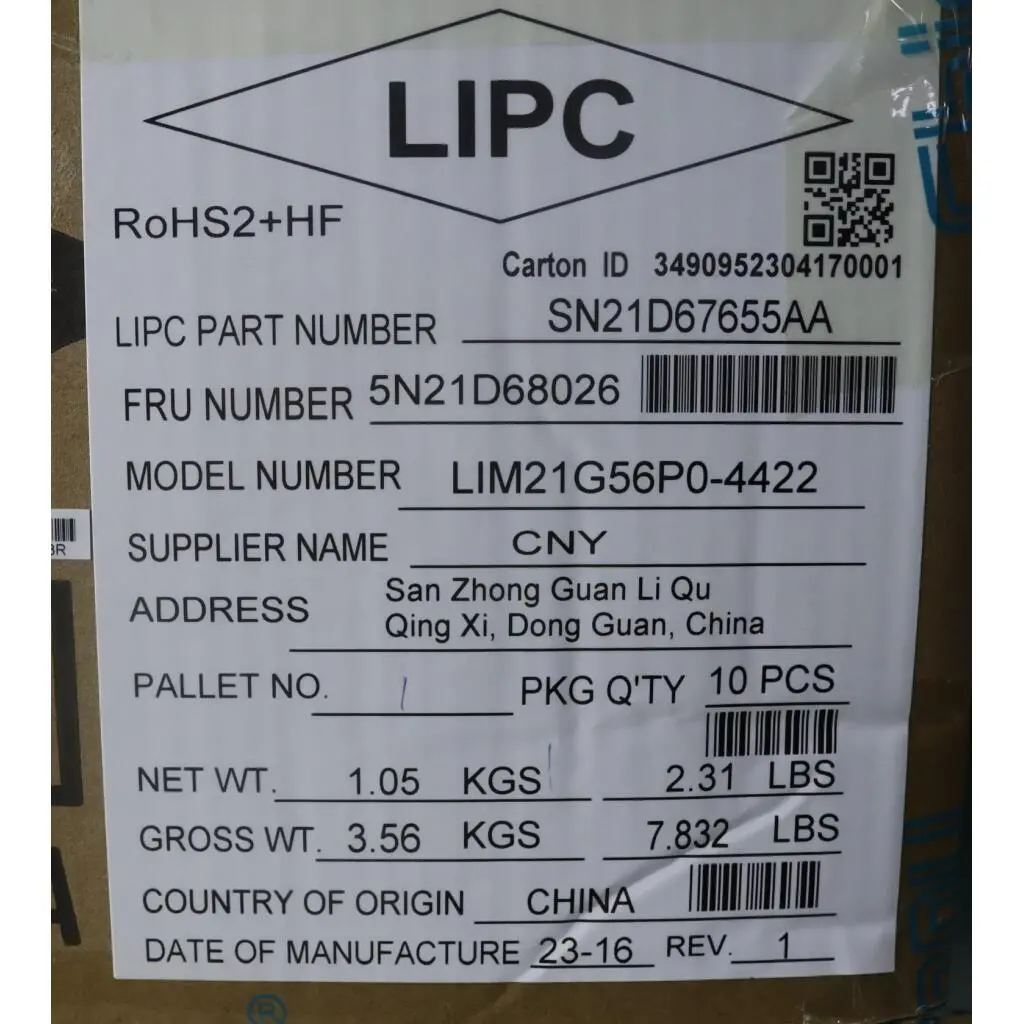 LIPC
RoHS2+HF
Carton ID 3490952304170001
LIPC PART NUMBER SN21D67655AA
FRU NUMBER 5N21D68026
MODEL NUMBER LIM21G56P0-4422
SUPPLIER NAME CNY
ADDRESS San Zhong Guan Li Qu
Qing Xi, Dong Guan, China
PALLET NO. 1 PKG Q'TY 10 PCS
NET WT. 1.05 KGS 2.31 LBS
GROSS WT. 3.56 KGS 7.832 LBS
COUNTRY OF ORIGIN CHINA
DATE OF MANUFACTURE 23-16 REV. 1
®